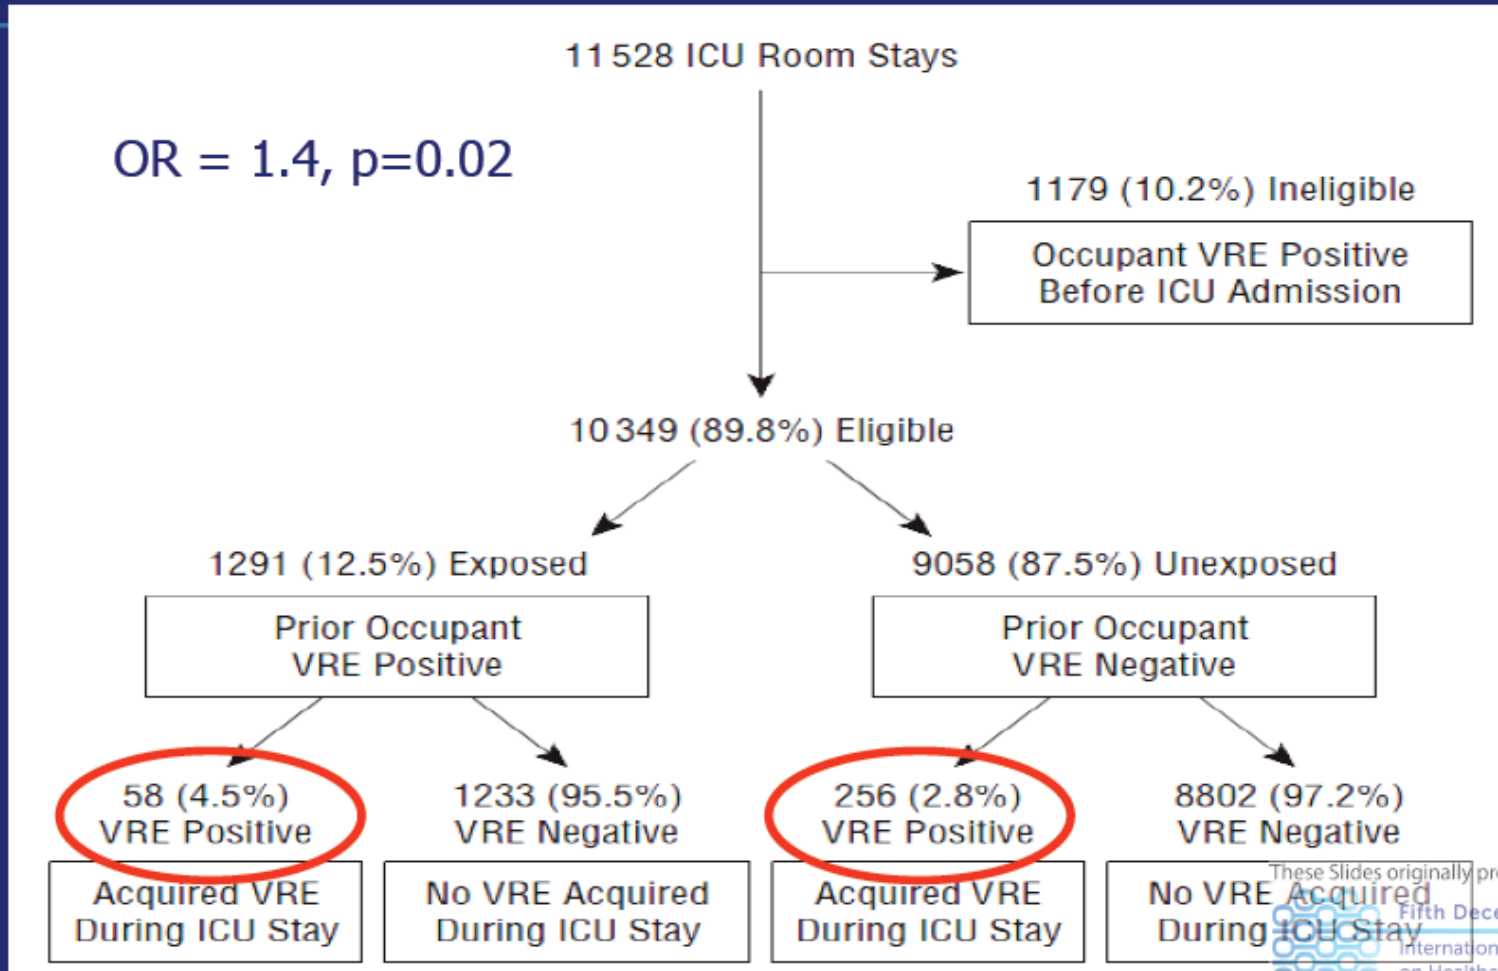 11 528 ICU Room Stays
OR = 1.4, p=0.02
1179 (10.2%) Ineligible
Occupant VRE Positive
Before ICU Admission
10 349 (89.8%) Eligible
1291 (12.5%) Exposed
9058 (87.5%) Unexposed
Prior Occupant
VRE Positive
Prior Occupant
VRE Negative
58 (4.5%)
VRE Positive
1233 (95.5%)
VRE Negative
256 (2.8%)
VRE Positive
8802 (97.2%)
VRE Negative
Acquired VRE
During ICU Stay
No VRE Acquired
During ICU Stay
Acquired VRE
During ICU Stay
No VRE Acquired
During ICU Stay
These Slides originally
Fifth